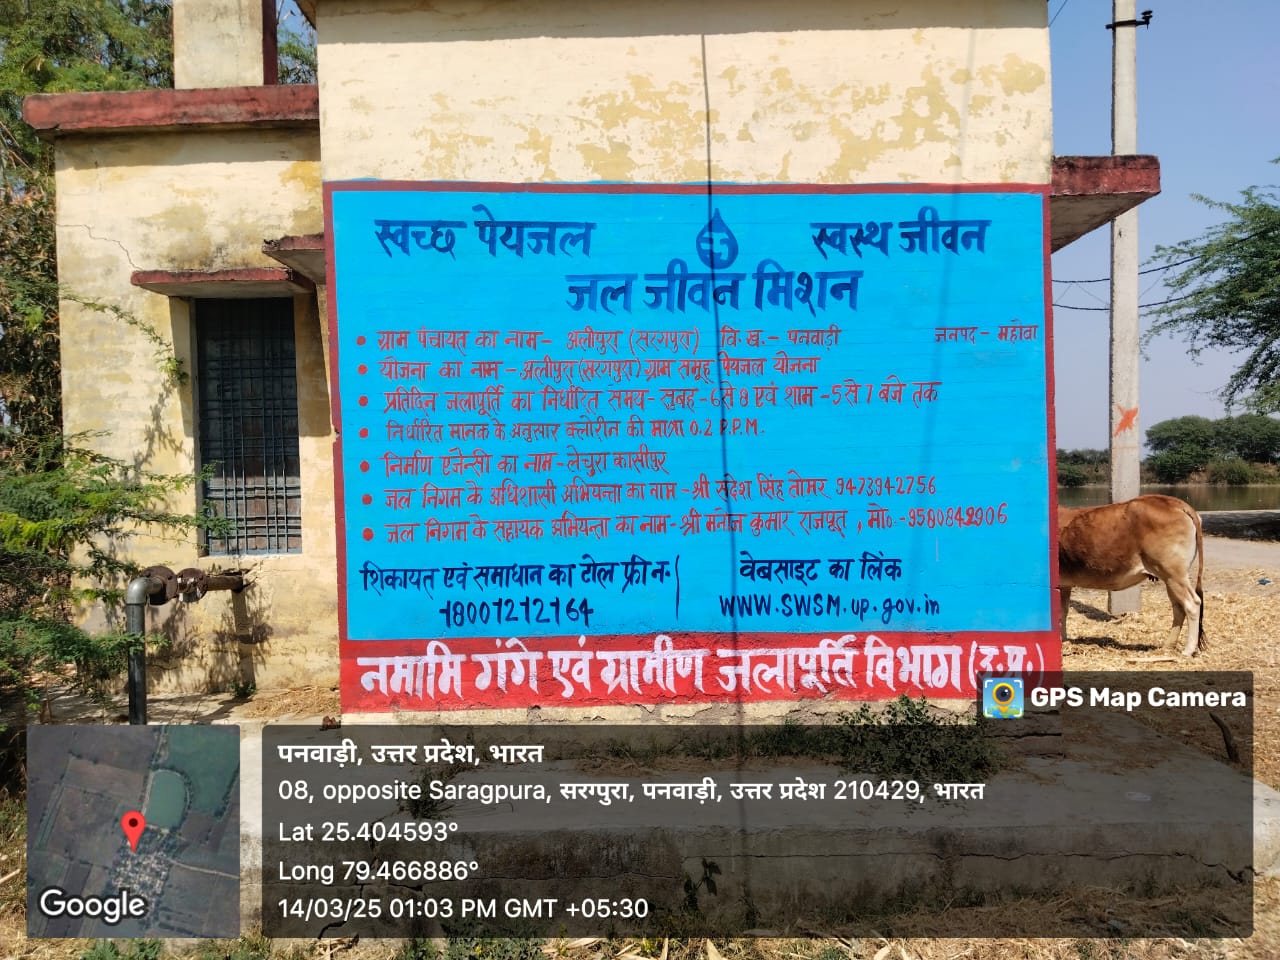 स्वच्छ पेयजल स्वस्थ जीवन
जल जीवन मिशन
• ग्राम पंचायत का नाम- अलीपुरा (सरगपुरा) वि.ख.- पनवाड़ी जनपद- महोबा
• योजना का नाम-अलीपुरा(सरगपुरा)ग्राम समूह पेयजल योजना
• प्रतिदिन जलापूर्ति का निर्धारित समय-सुबह-6से8 एवं शाम-5से7 बजे तक
• निर्धारित मानक के अनुसार क्लोरीन की मात्रा 0.2 P.P.M.
• निर्माण एजेन्सी का नाम-लेचुरा कासीपुर
• जल निगम के अधिशासी अभियन्ता का नाम-श्री संदेश सिंह तोमर 9473942756
• जल निगम के सहायक अभियन्ता का नाम-श्री मनोज कुमार राजपूत, मो०-9580842906
शिकायत एवं समाधान का टोल फ्री न.
18001212164
वेबसाइट का लिंक
WWW.SWSM.up.gov.in
नमामि गंगे एवं ग्रामीण जलापूर्ति विभाग (उ.प्र.)
GPS Map Camera
पनवाड़ी, उत्तर प्रदेश, भारत
08, opposite Saragpura, सरग्पुरा, पनवाड़ी, उत्तर प्रदेश 210429, भारत
Lat 25.404593°
Long 79.466886°
14/03/25 01:03 PM GMT +05:30
Google